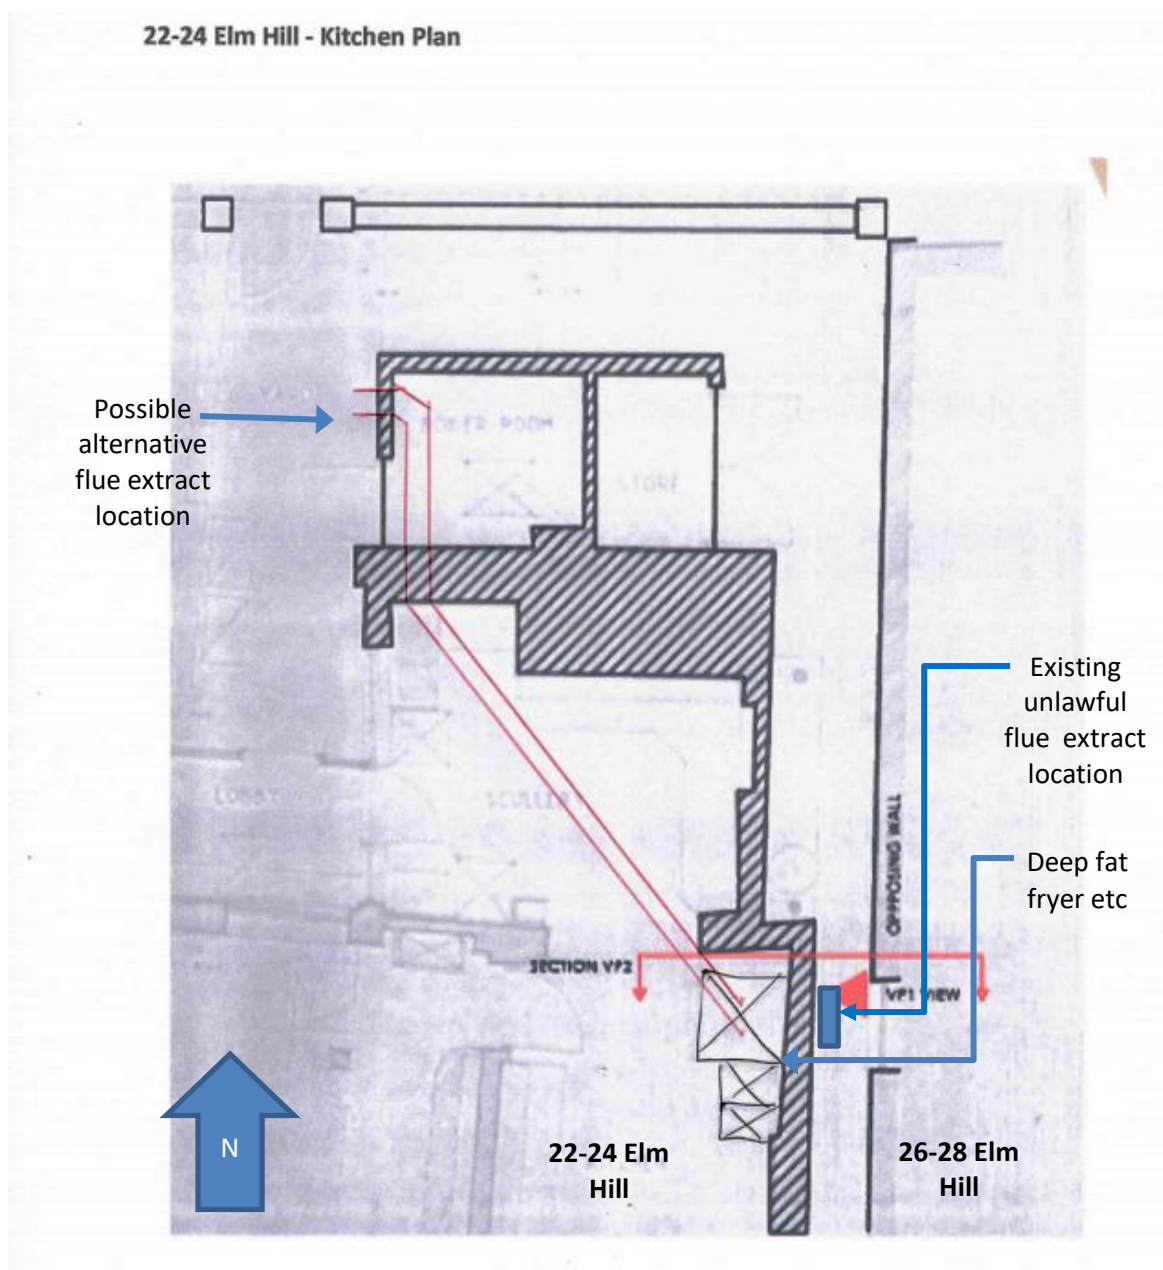 22-24 Elm Hill - Kitchen Plan
Possible
alternative
flue extract
location
BOILER ROOM
STORE
Existing
unlawful
flue extract
location
LOBBY
SCULLERY
OPPOSING WALL
Deep fat
fryer etc
SECTION VP2
VP1 VIEW
N
22-24 Elm
Hill
26-28 Elm
Hill